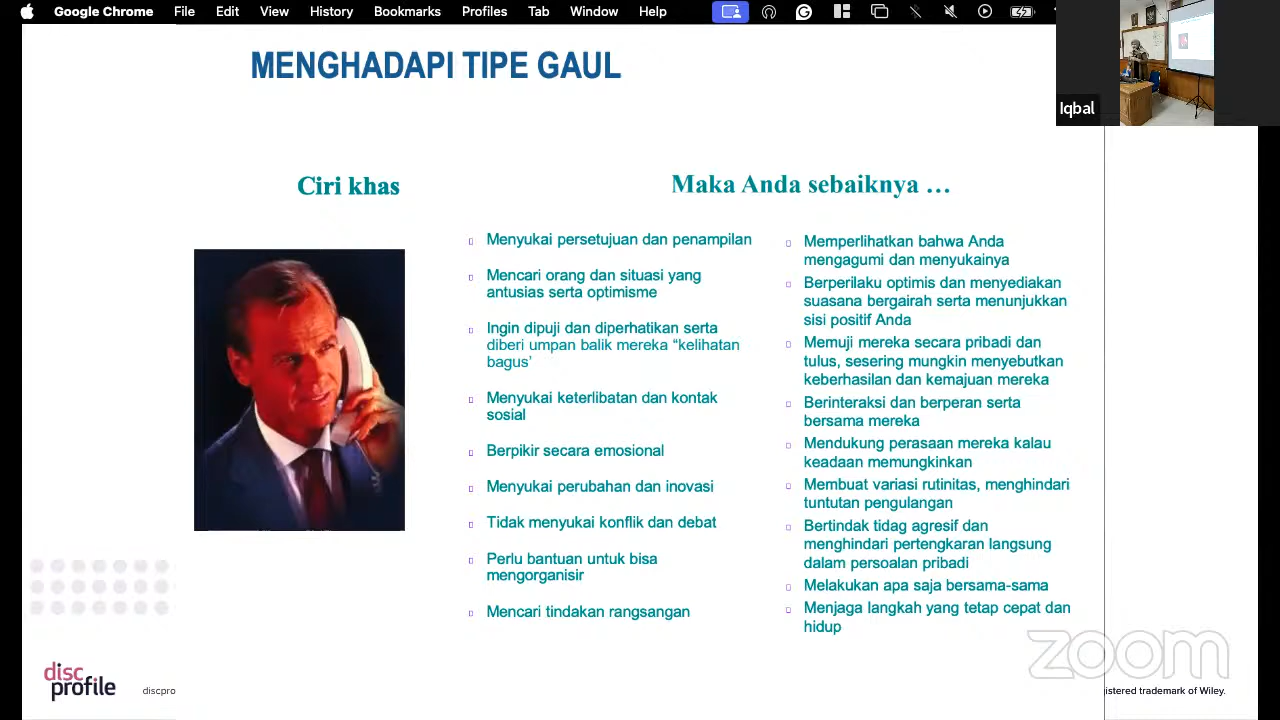 Google Chrome File Edit View History Bookmarks Profiles Tab Window Help
MENGHADAPI TIPE GAUL
Iqbal
Ciri khas
Menyukai persetujuan dan penampilan
Mencari orang dan situasi yang
antusias serta optimisme
Ingin dipuji dan diperhatikan serta
diberi umpan balik mereka “kelihatan
bagus’
Menyukai keterlibatan dan kontak
sosial
Berpikir secara emosional
Menyukai perubahan dan inovasi
Tidak menyukai konflik dan debat
Perlu bantuan untuk bisa
mengorganisir
Mencari tindakan rangsangan
Maka Anda sebaiknya …
Memperlihatkan bahwa Anda
mengagumi dan menyukainya
Berperilaku optimis dan menyediakan
suasana bergairah serta menunjukkan
sisi positif Anda
Memuji mereka secara pribadi dan
tulus, sesering mungkin menyebutkan
keberhasilan dan kemajuan mereka
Berinteraksi dan berperan serta
bersama mereka
Mendukung perasaan mereka kalau
keadaan memungkinkan
Membuat variasi rutinitas, menghindari
tuntutan pengulangan
Bertindak tidag agresif dan
menghindari pertengkaran langsung
dalam persoalan pribadi
Melakukan apa saja bersama-sama
Menjaga langkah yang tetap cepat dan
hidup
zoom
disc
profile
discpro
istered trademark of Wiley.